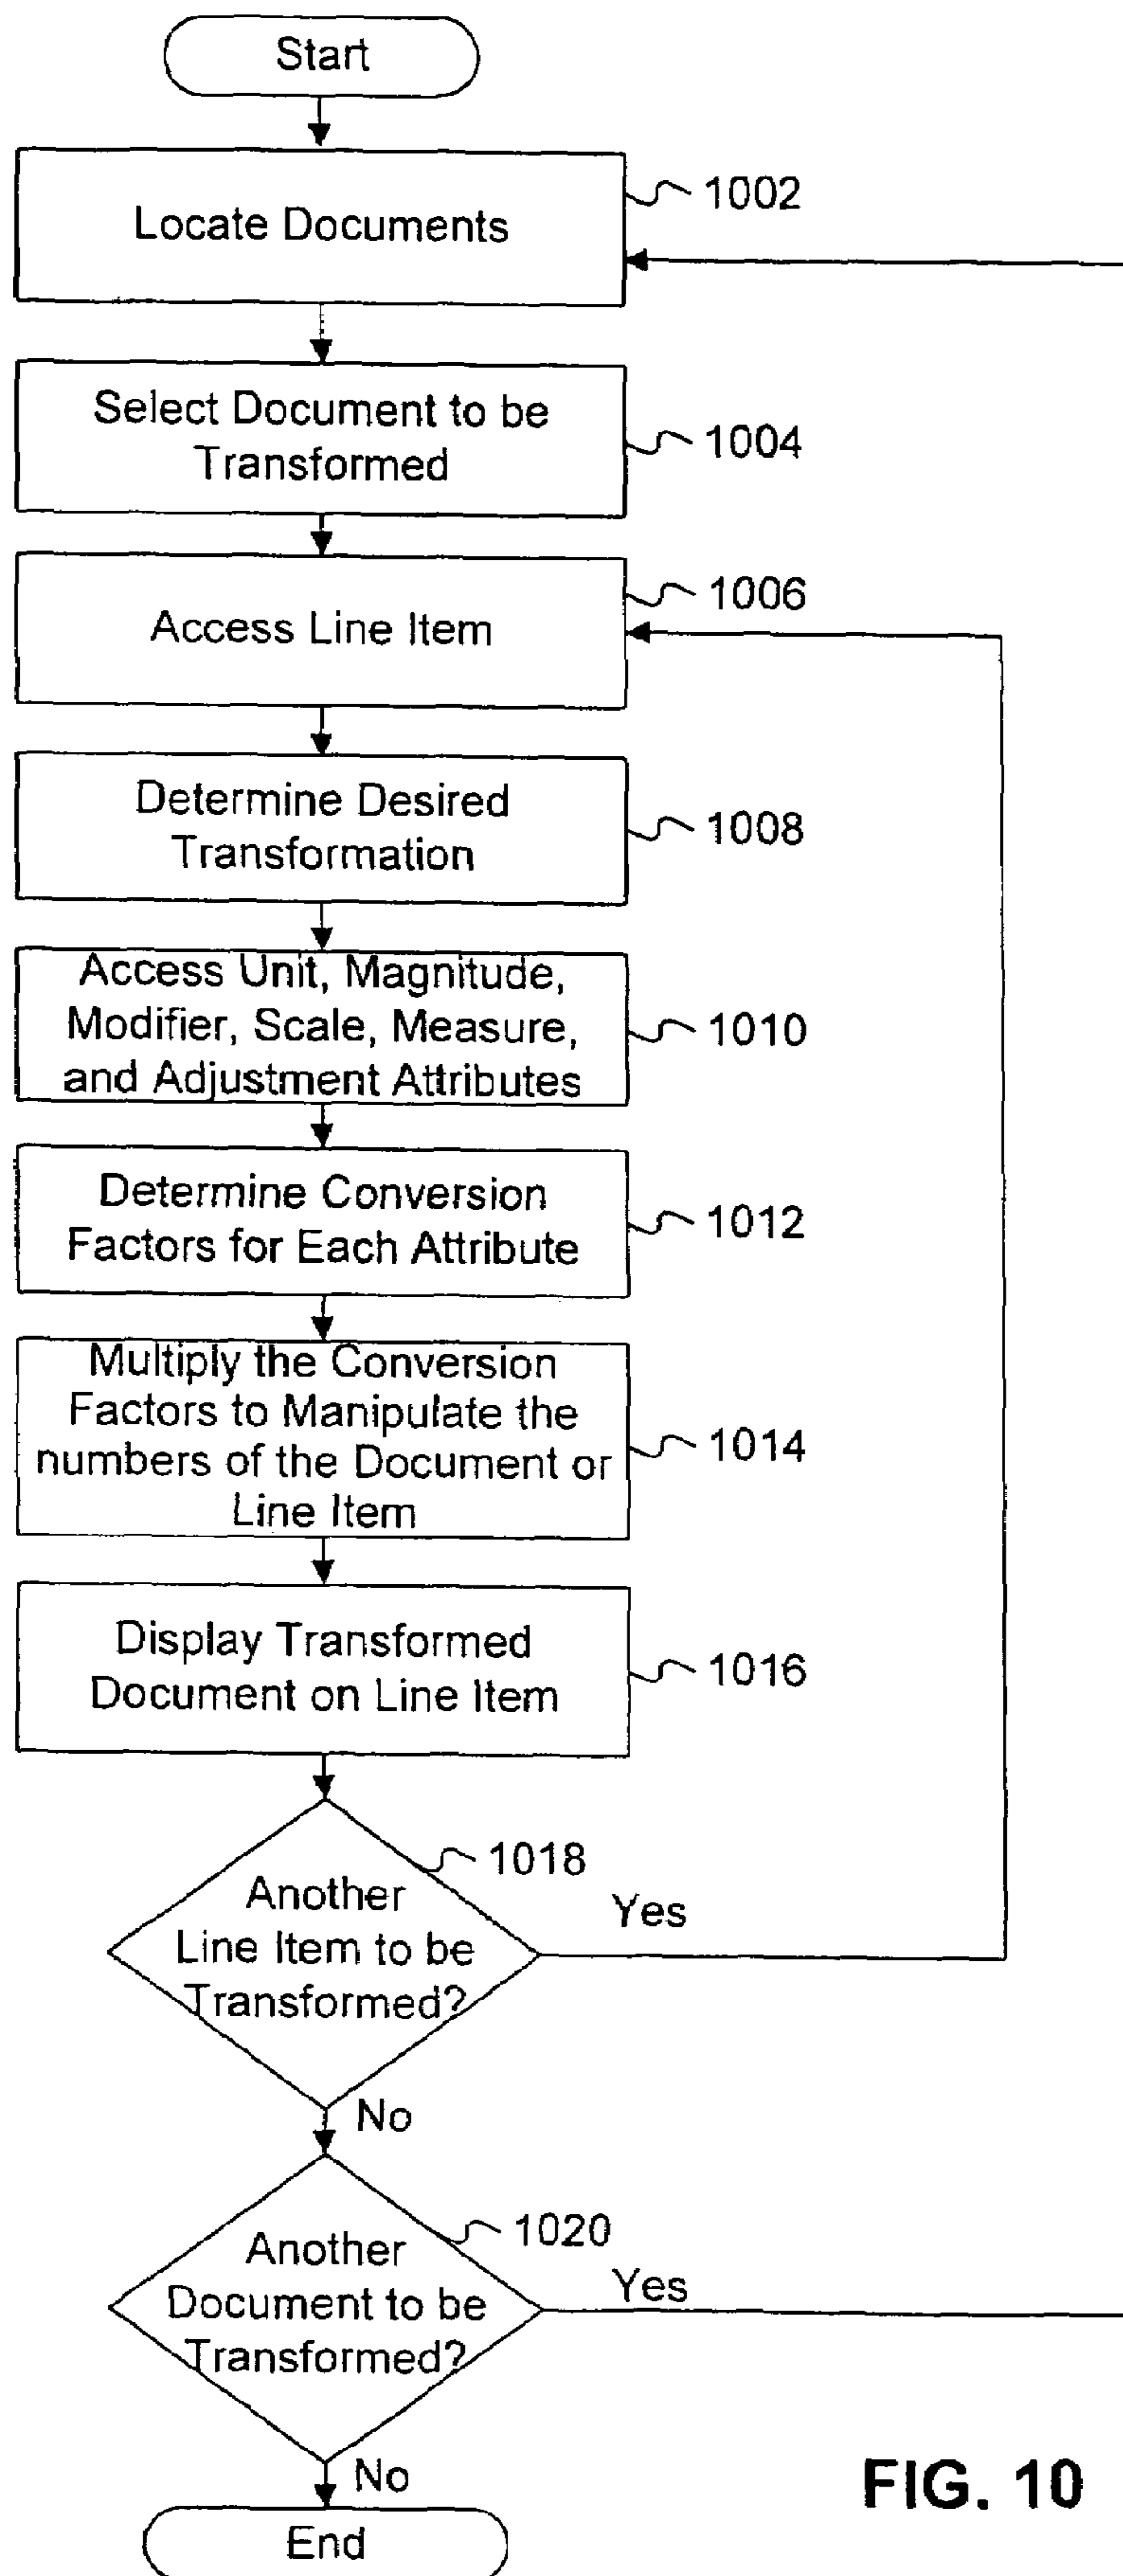 Start
Locate Documents
1002
Select Document to be
Transformed
1004
Access Line Item
1006
Determine Desired
Transformation
1008
Access Unit, Magnitude,
Modifier, Scale, Measure,
and Adjustment Attributes
1010
Determine Conversion
Factors for Each Attribute
1012
Multiply the Conversion
Factors to Manipulate the
numbers of the Document or
Line Item
1014
Display Transformed
Document on Line Item
1016
Another
Line Item to be
Transformed?
1018
Yes
No
Another
Document to be
Transformed?
1020
Yes
No
End
FIG. 10